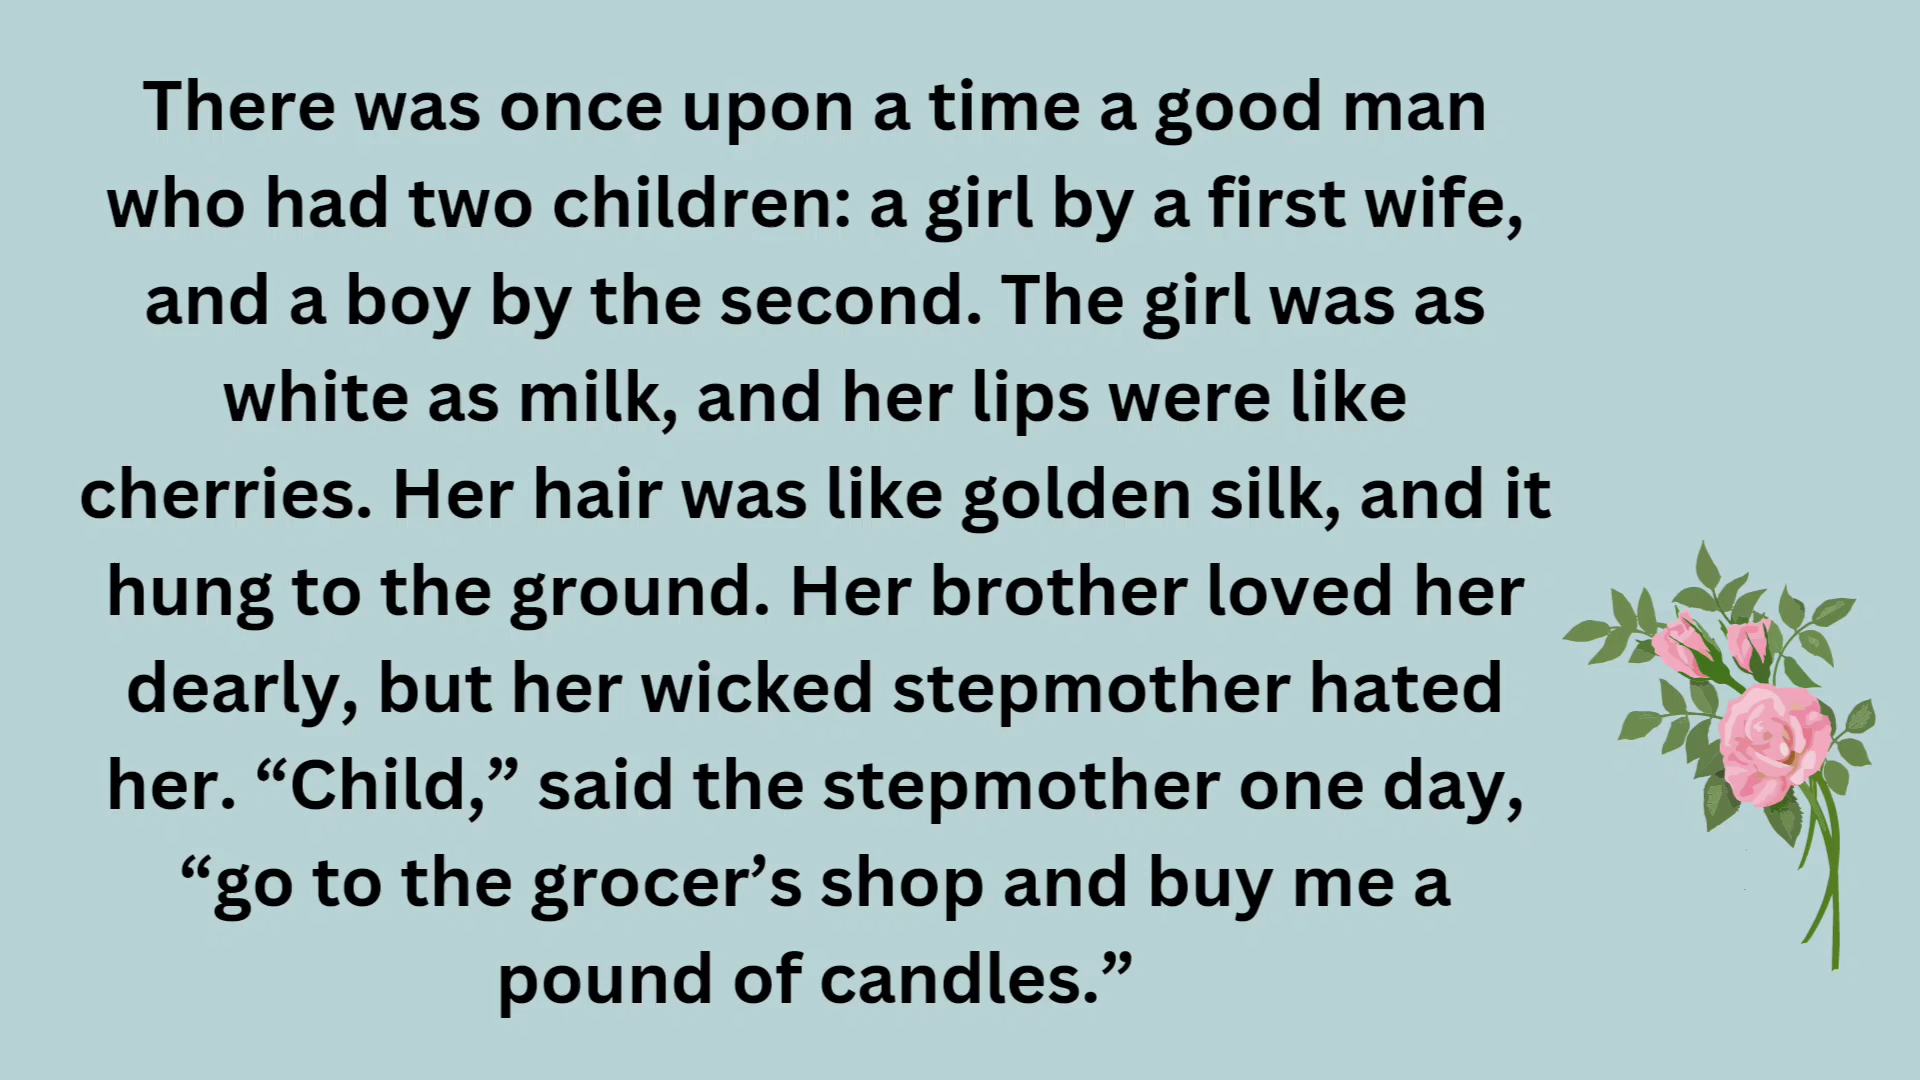 There was once upon a time a good man
who had two children: a girl by a first wife,
and a boy by the second. The girl was as
white as milk, and her lips were like
cherries. Her hair was like golden silk, and it
hung to the ground. Her brother loved her
dearly, but her wicked stepmother hated
her. “Child,” said the stepmother one day,
“go to the grocer’s shop and buy me a
pound of candles.”